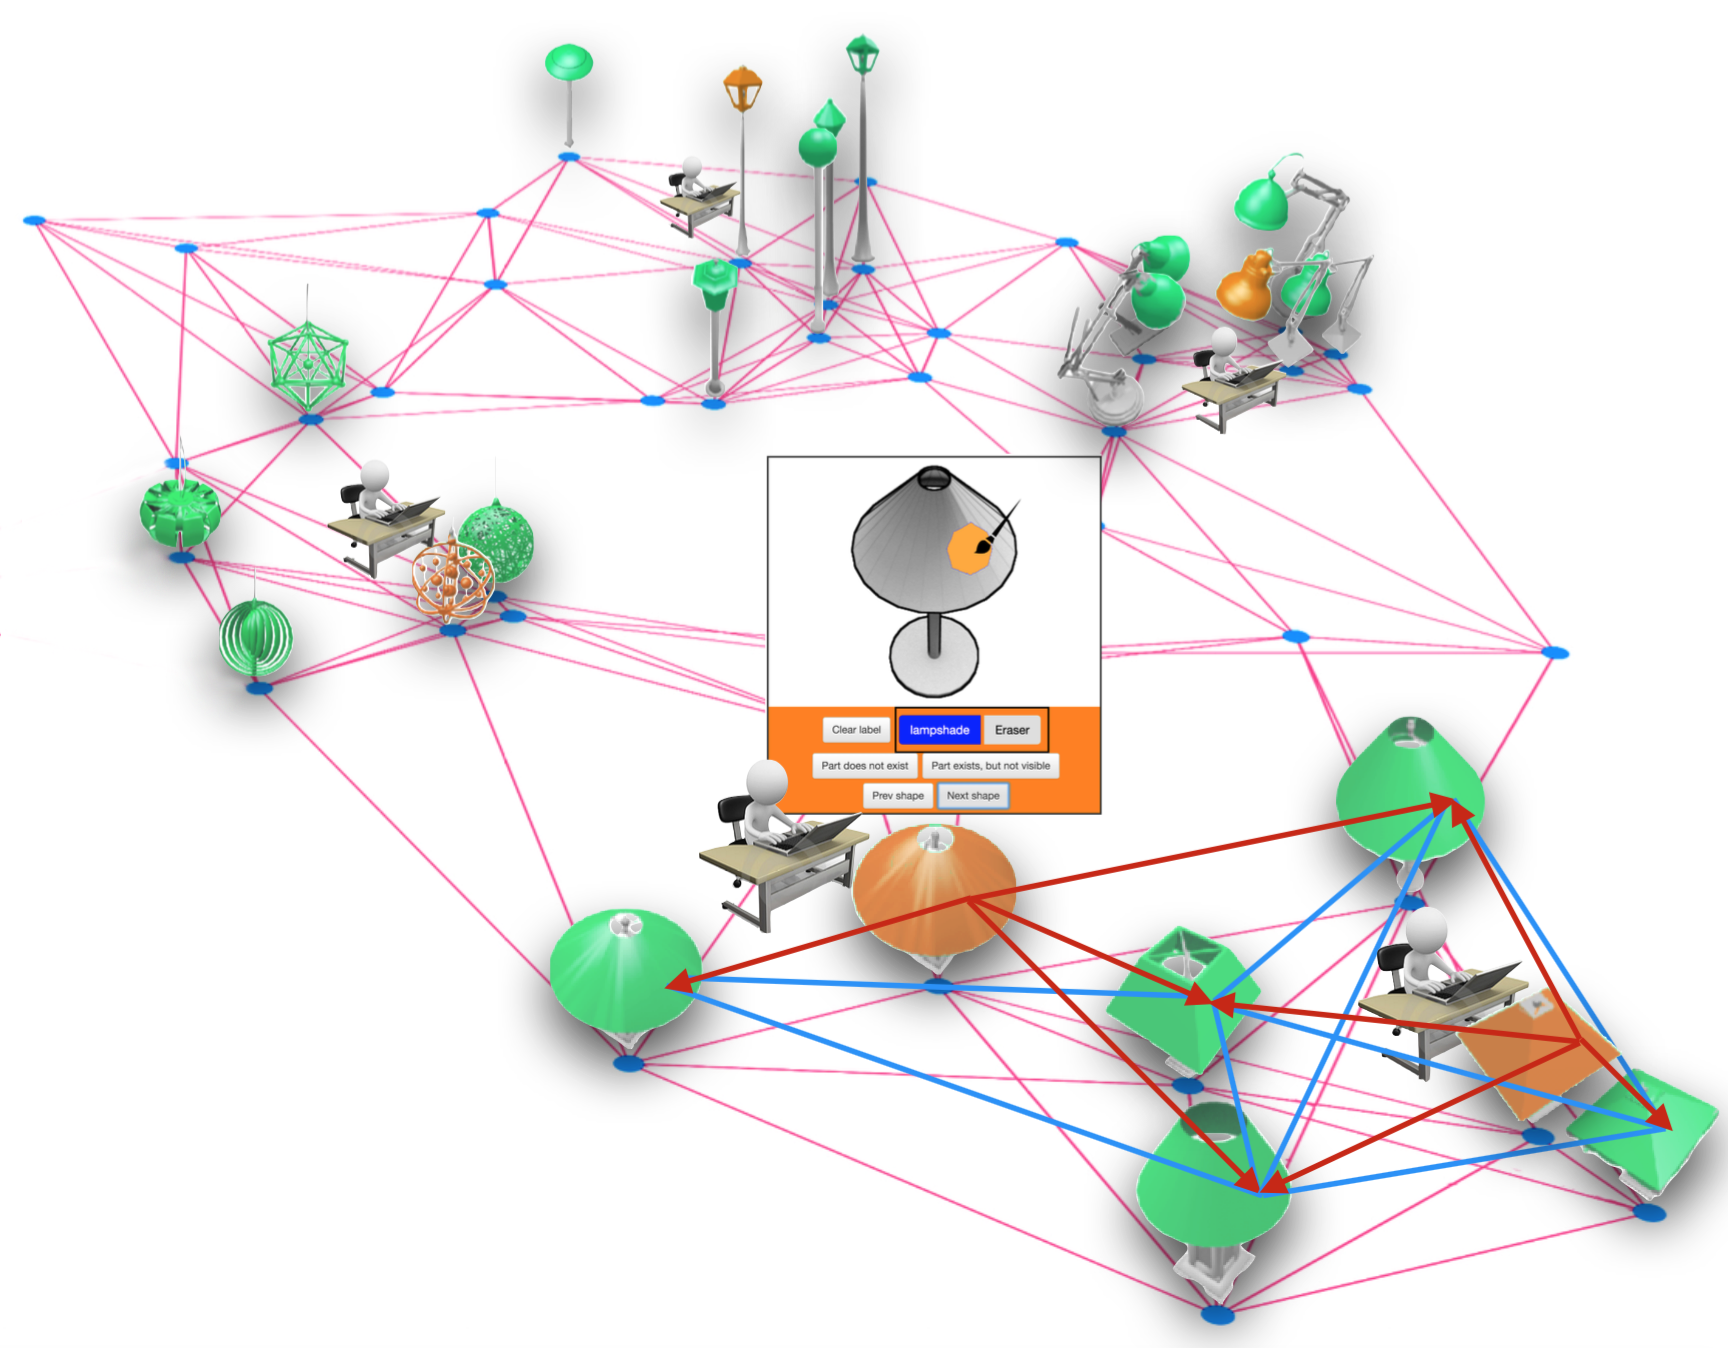 Clear label lampshade Eraser
Part does not exist Part exists, but not visible
Prev shape Next shape